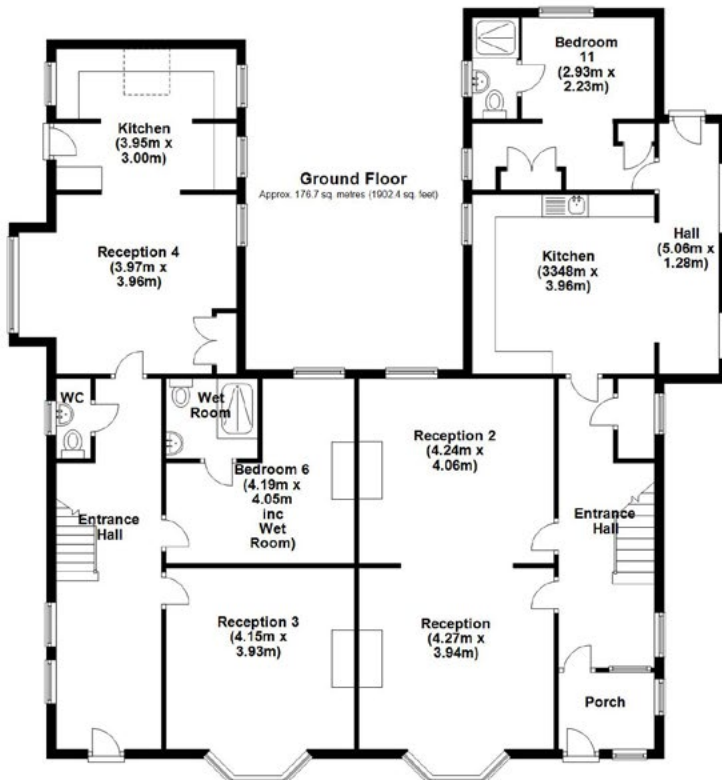 Bedroom
11
(2.93m x
2.23m)
Kitchen
(3.95m x
3.00m)
Ground Floor
Approx. 176.7 sq. metres (1902.4 sq. feet)
Reception 4
(3.97m x
3.96m)
Kitchen
(3348m x
3.96m)
Hall
(5.06m x
1.28m)
WC
Wet
Room
Bedroom 6
(4.19m x
4.05m
inc
Wet
Room)
Reception 2
(4.24m x
4.06m)
Entrance
Hall
Entrance
Hall
Reception 3
(4.15m x
3.93m)
Reception
(4.27m x
3.94m)
Porch